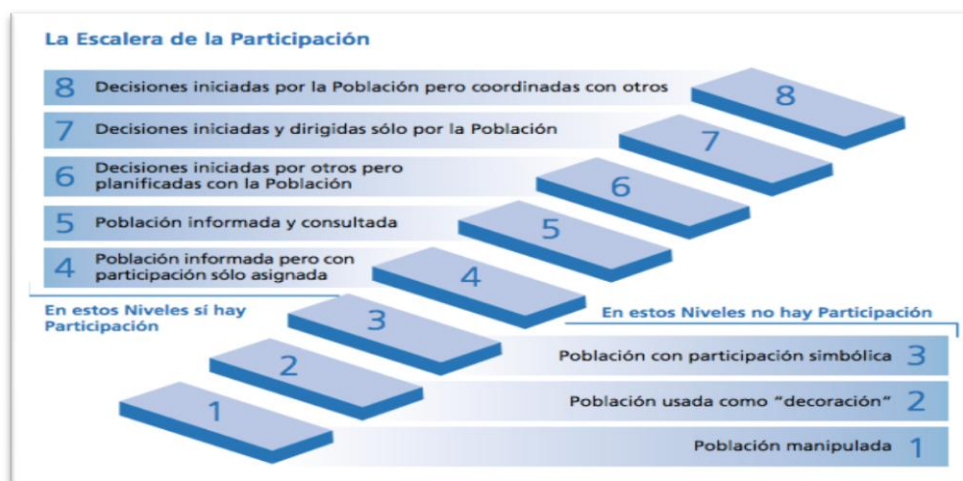 La Escalera de la Participación
8 Decisiones iniciadas por la Población pero coordinadas con otros
7 Decisiones iniciadas y dirigidas sólo por la Población
6 Decisiones iniciadas por otros pero
planificadas con la Población
5 Población informada y consultada
4 Población informada pero con
participación sólo asignada
En estos Niveles sí hay
Participación
En estos Niveles no hay Participación
Población con participación simbólica 3
Población usada como “decoración” 2
Población manipulada 1
8
7
6
5
4
3
2
1